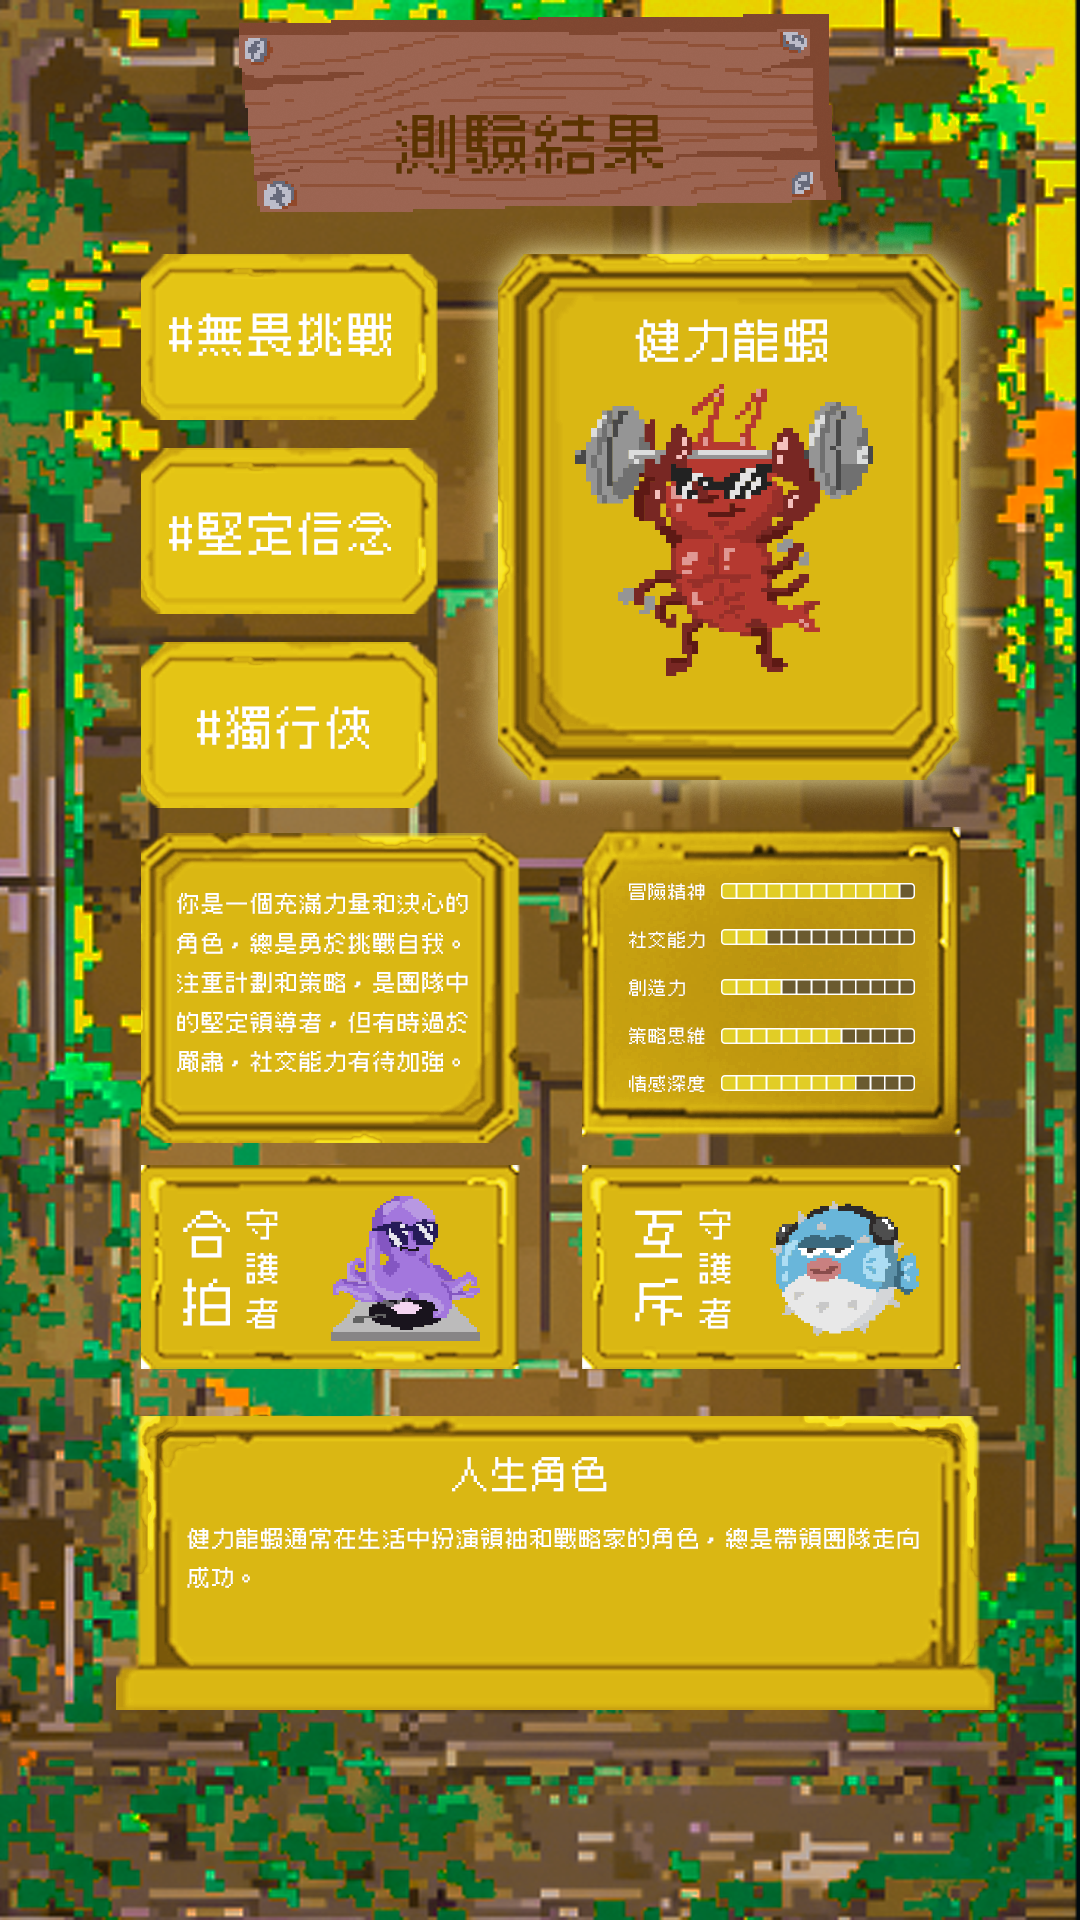 測驗結果
#無畏挑戰
#堅定信念
#獨行俠
健力龍蝦
你是一個充滿力量和決心的
角色，總是勇於挑戰自我。
注重計劃和策略，是團隊中
的堅定領導者，但有時過於
嚴肅，社交能力有待加強。
冒險精神
社交能力
創造力
策略思維
情感深度
合拍
守護者
互斥
守護者
人生角色
健力龍蝦通常在生活中扮演領袖和戰略家的角色，總是帶領團隊走向
成功。